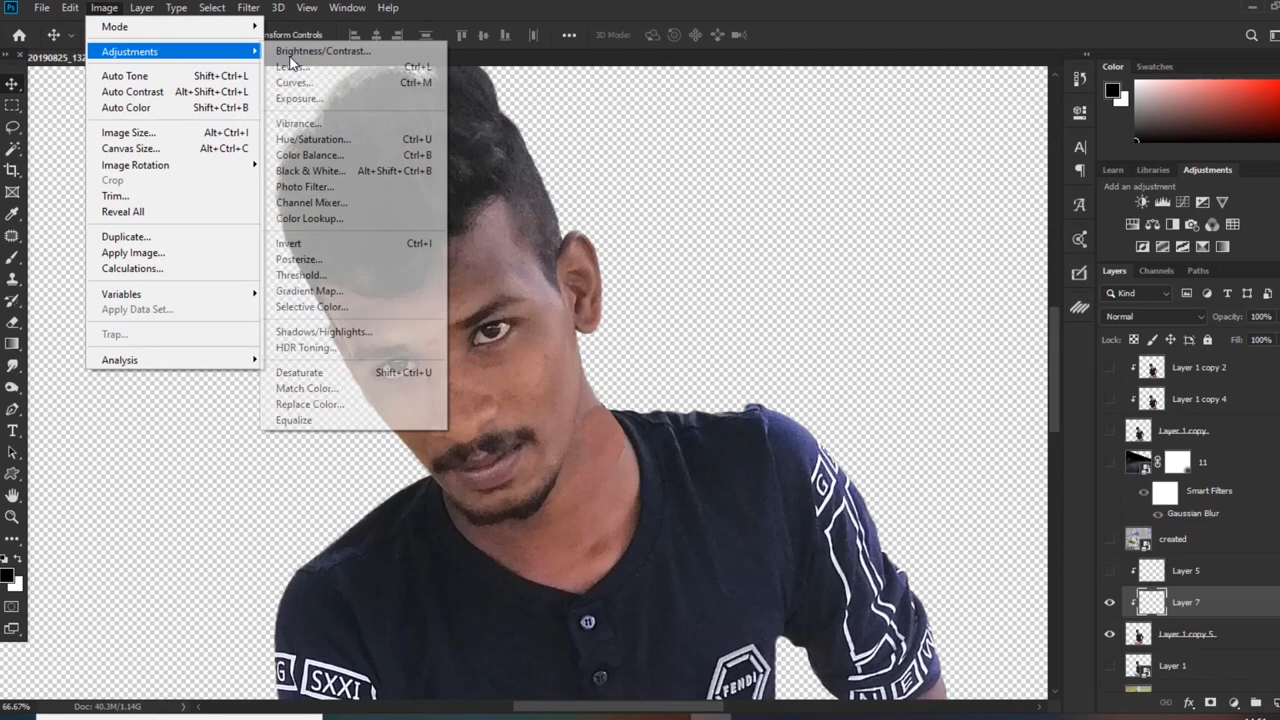 Ps File Edit Image Layer Type Select Filter 3D View Window Help
Transform Controls 3D Mode:
20190825_132
Mode
Adjustments
Auto Tone Shift+Ctrl+L
Auto Contrast Alt+Shift+Ctrl+L
Auto Color Shift+Ctrl+B
Image Size... Alt+Ctrl+I
Canvas Size... Alt+Ctrl+C
Image Rotation
Crop
Trim...
Reveal All
Duplicate...
Apply Image...
Calculations...
Variables
Apply Data Set...
Trap...
Analysis
Brightness/Contrast...
Levels... Ctrl+L
Curves... Ctrl+M
Exposure...
Vibrance...
Hue/Saturation... Ctrl+U
Color Balance... Ctrl+B
Black & White... Alt+Shift+Ctrl+B
Photo Filter...
Channel Mixer...
Color Lookup...
Invert Ctrl+I
Posterize...
Threshold...
Gradient Map...
Selective Color...
Shadows/Highlights...
HDR Toning...
Desaturate Shift+Ctrl+U
Match Color...
Replace Color...
Equalize
Color Swatches
Learn Libraries Adjustments
Add an adjustment
Layers Channels Paths
Kind
Normal Opacity: 100%
Lock: Fill: 100%
Layer 1 copy 2
Layer 1 copy 4
Layer 1 copy
11
Smart Filters
Gaussian Blur
created
Layer 5
Layer 7
Layer 1 copy 5
Layer 1
SXXI
FENDI
66.67% Doc: 40.3M/1.14G